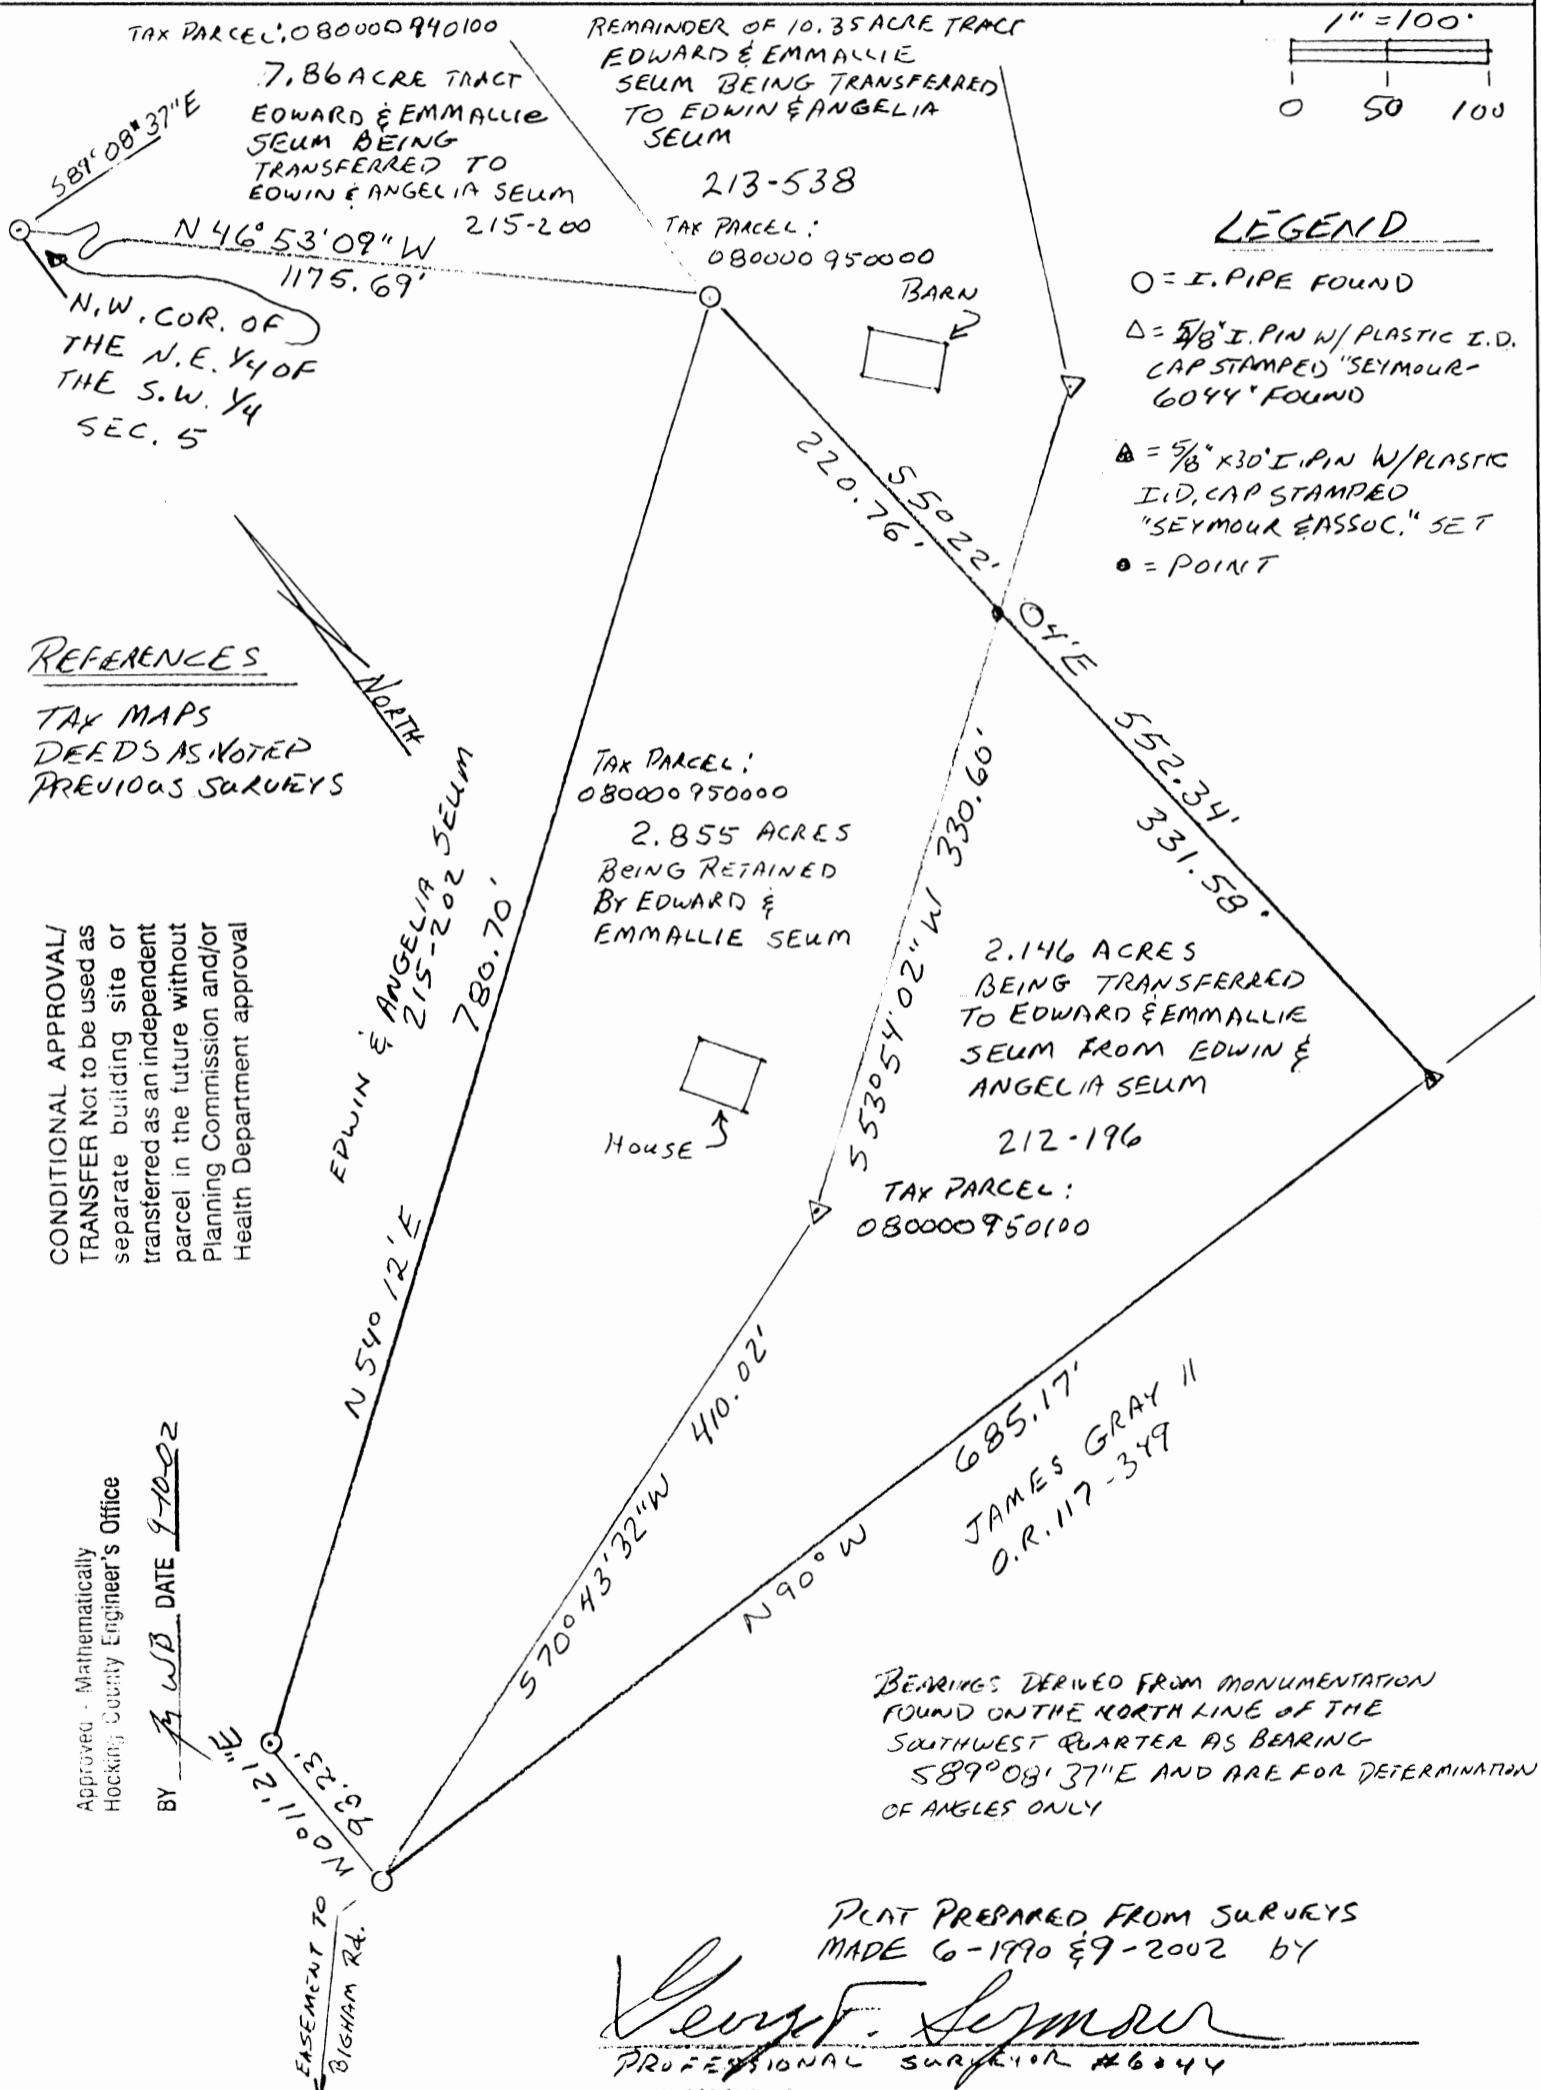 TAX PARCEL: 080000940100
7.86 ACRE TRACT
EDWARD & EMMALLIE
SEUM BEING
TRANSFERRED TO
EDWIN & ANGELIA SEUM
215-200
REMAINDER OF 10.35 ACRE TRACT
EDWARD & EMMALLIE
SEUM BEING TRANSFERRED
TO EDWIN & ANGELIA
SEUM
213-538
TAX PARCEL:
080000950000
1"=100'
0 50 100
S89°08'37"E
N 46° 53' 09" W
1175.69'
N.W. COR. OF
THE N.E. 1/4 OF
THE S.W. 1/4
SEC. 5
BARN
LEGEND
O = I. PIPE FOUND
△ = 5/8" I. PIN W/ PLASTIC I.D.
CAP STAMPED "SEYMOUR-
6044" FOUND
▲ = 5/8" X30" I. PIN W/PLASTIC
I.D. CAP STAMPED
"SEYMOUR & ASSOC." SET
● = POINT
S 50 22'
220.76'
04'E
552.34'
331.58'
REFERENCES
TAX MAPS
DEEDS AS NOTED
PREVIOUS SURVEYS
NORTH
EDWIN & ANGELIA SEUM
215-202
780.70'
N 54° 12' E
TAX PARCEL:
080000950000
2.855 ACRES
BEING RETAINED
BY EDWARD &
EMMALLIE SEUM
S 53° 54' 02" W 330.60'
2.146 ACRES
BEING TRANSFERRED
TO EDWARD & EMMALLIE
SEUM FROM EDWIN &
ANGELIA SEUM
212-196
TAX PARCEL:
080000950100
HOUSE
CONDITIONAL APPROVAL/
TRANSFER Not to be used as
separate building site or
transferred as an independent
parcel in the future without
Planning Commission and/or
Health Department approval
S 70° 43' 32" W 410.02'
685.17'
N 90° W
JAMES GRAY II
O.R. 117-349
Approved - Mathematically
Hocking County Engineer's Office
BY WB DATE 9-10-02
N 0° 11' 21" E
93.23'
EASEMENT TO
BIGHAM Rd.
BEARINGS DERIVED FROM MONUMENTATION
FOUND ON THE NORTH LINE OF THE
SOUTHWEST QUARTER AS BEARING
S89°08'37"E AND ARE FOR DETERMINATION
OF ANGLES ONLY
PLAT PREPARED FROM SURVEYS
MADE 6-1990 & 9-2002 BY
George F. Seymour
PROFESSIONAL SURVEYOR #6044